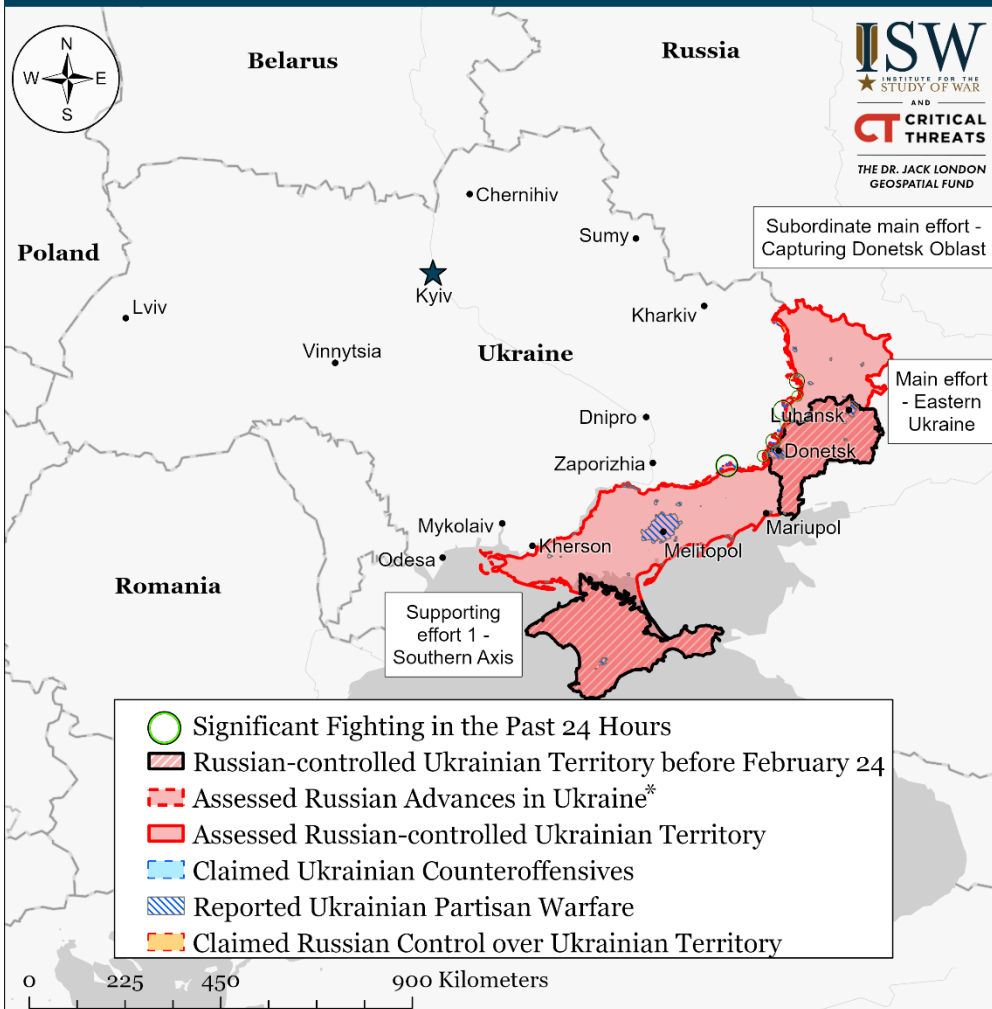 N
W
E
S
Belarus
Russia
ISW
INSTITUTE FOR THE
STUDY OF WAR
AND
CT CRITICAL
THREATS
THE DR. JACK LONDON
GEOSPATIAL FUND
Chernihiv
Subordinate main effort -
Capturing Donetsk Oblast
Sumy
Poland
Kyiv
Lviv
Kharkiv
Vinnytsia
Ukraine
Main effort
- Eastern
Ukraine
Dnipro
Luhansk
Donetsk
Zaporizhia
Mariupol
Mykolaiv
Kherson
Melitopol
Odesa
Romania
Supporting
effort 1 -
Southern Axis
Significant Fighting in the Past 24 Hours
Russian-controlled Ukrainian Territory before February 24
Assessed Russian Advances in Ukraine*
Assessed Russian-controlled Ukrainian Territory
Claimed Ukrainian Counteroffensives
Reported Ukrainian Partisan Warfare
Claimed Russian Control over Ukrainian Territory
0 225 450 900 Kilometers